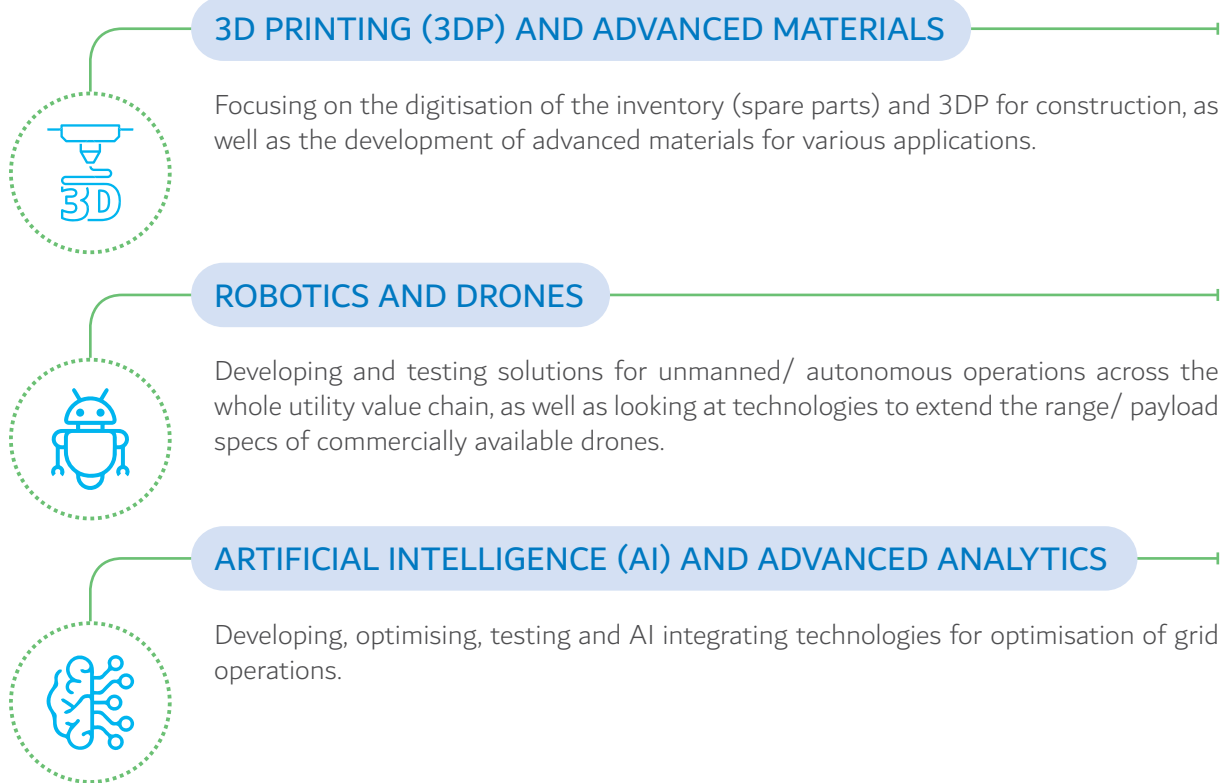 3D PRINTING (3DP) AND ADVANCED MATERIALS
Focusing on the digitisation of the inventory (spare parts) and 3DP for construction, as
well as the development of advanced materials for various applications.
3D
ROBOTICS AND DRONES
Developing and testing solutions for unmanned/ autonomous operations across the
whole utility value chain, as well as looking at technologies to extend the range/ payload
specs of commercially available drones.
ARTIFICIAL INTELLIGENCE (AI) AND ADVANCED ANALYTICS
Developing, optimising, testing and AI integrating technologies for optimisation of grid
operations.